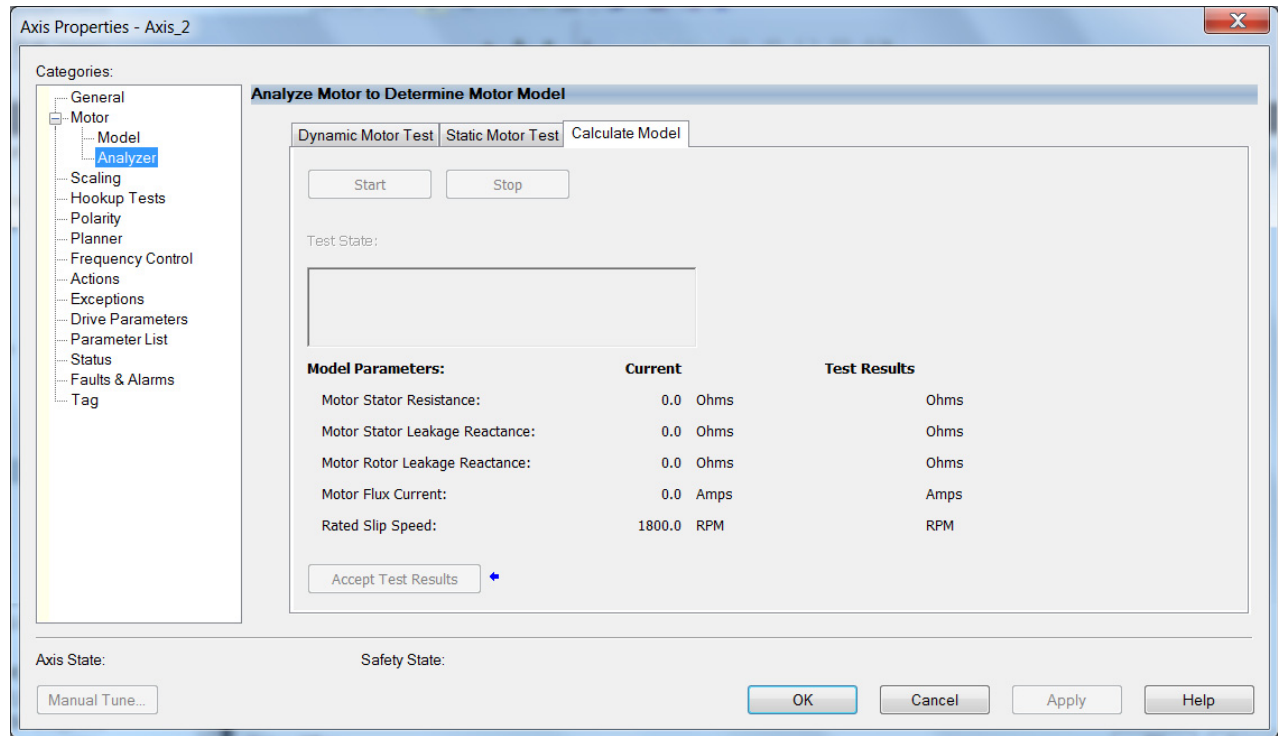 Axis Properties - Axis_2
X
Categories:
General
Motor
Model
Analyzer
Scaling
Hookup Tests
Polarity
Planner
Frequency Control
Actions
Exceptions
Drive Parameters
Parameter List
Status
Faults & Alarms
Tag
Analyze Motor to Determine Motor Model
Dynamic Motor Test Static Motor Test Calculate Model
Start Stop
Test State:
Model Parameters: Current Test Results
Motor Stator Resistance: 0.0 Ohms Ohms
Motor Stator Leakage Reactance: 0.0 Ohms Ohms
Motor Rotor Leakage Reactance: 0.0 Ohms Ohms
Motor Flux Current: 0.0 Amps Amps
Rated Slip Speed: 1800.0 RPM RPM
Accept Test Results
Axis State: Safety State:
Manual Tune... OK Cancel Apply Help